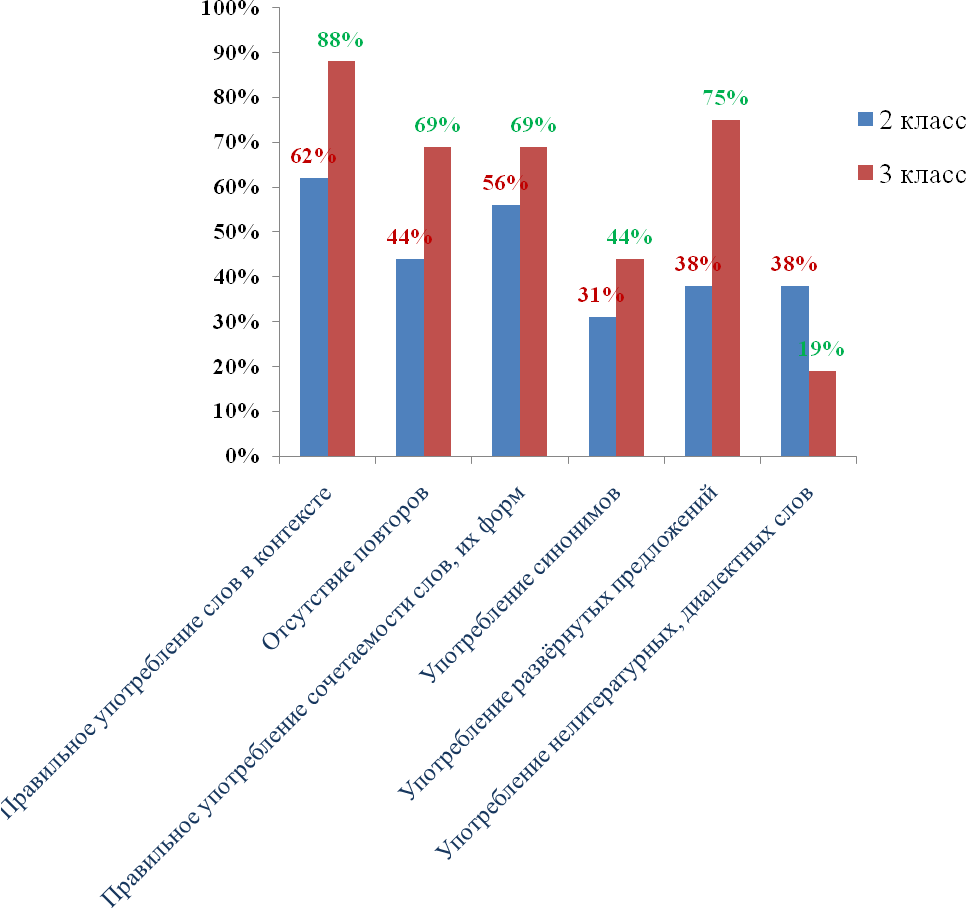 100%
90%
80%
70%
60%
50%
40%
30%
20%
10%
0%
62%
88%
44%
69%
56%
69%
31%
44%
38%
75%
38%
19%
2 класс
3 класс
Правильное употребление слов в контексте
Отсутствие повторов
Правильное употребление сочетаемости слов, их форм
Употребление синонимов
Употребление развёрнутых предложений
Употребление нелитературных, диалектных слов